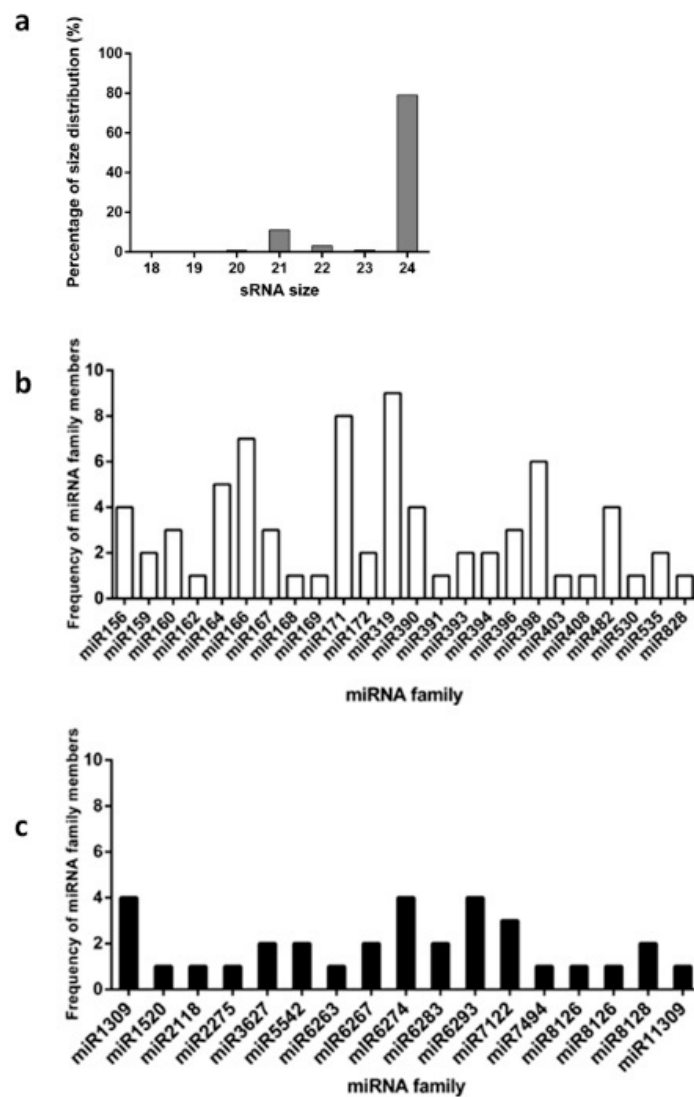 a
Percentage of size distribution (%)
100
80
60
40
20
0
18 19 20 21 22 23 24
sRNA size
b
Frequency of miRNA family members
10
8
6
4
2
0
miR156 miR159 miR160 miR162 miR164 miR166 miR167 miR168 miR169 miR171 miR172 miR319 miR390 miR391 miR393 miR394 miR396 miR398 miR403 miR408 miR482 miR530 miR535 miR828
miRNA family
c
Frequency of miRNA family members
10
8
6
4
2
0
miR1309 miR1520 miR2118 miR2275 miR3627 miR5542 miR6263 miR6267 miR6274 miR6283 miR6293 miR7122 miR7494 miR8126 miR8126 miR8128 miR11309
miRNA family